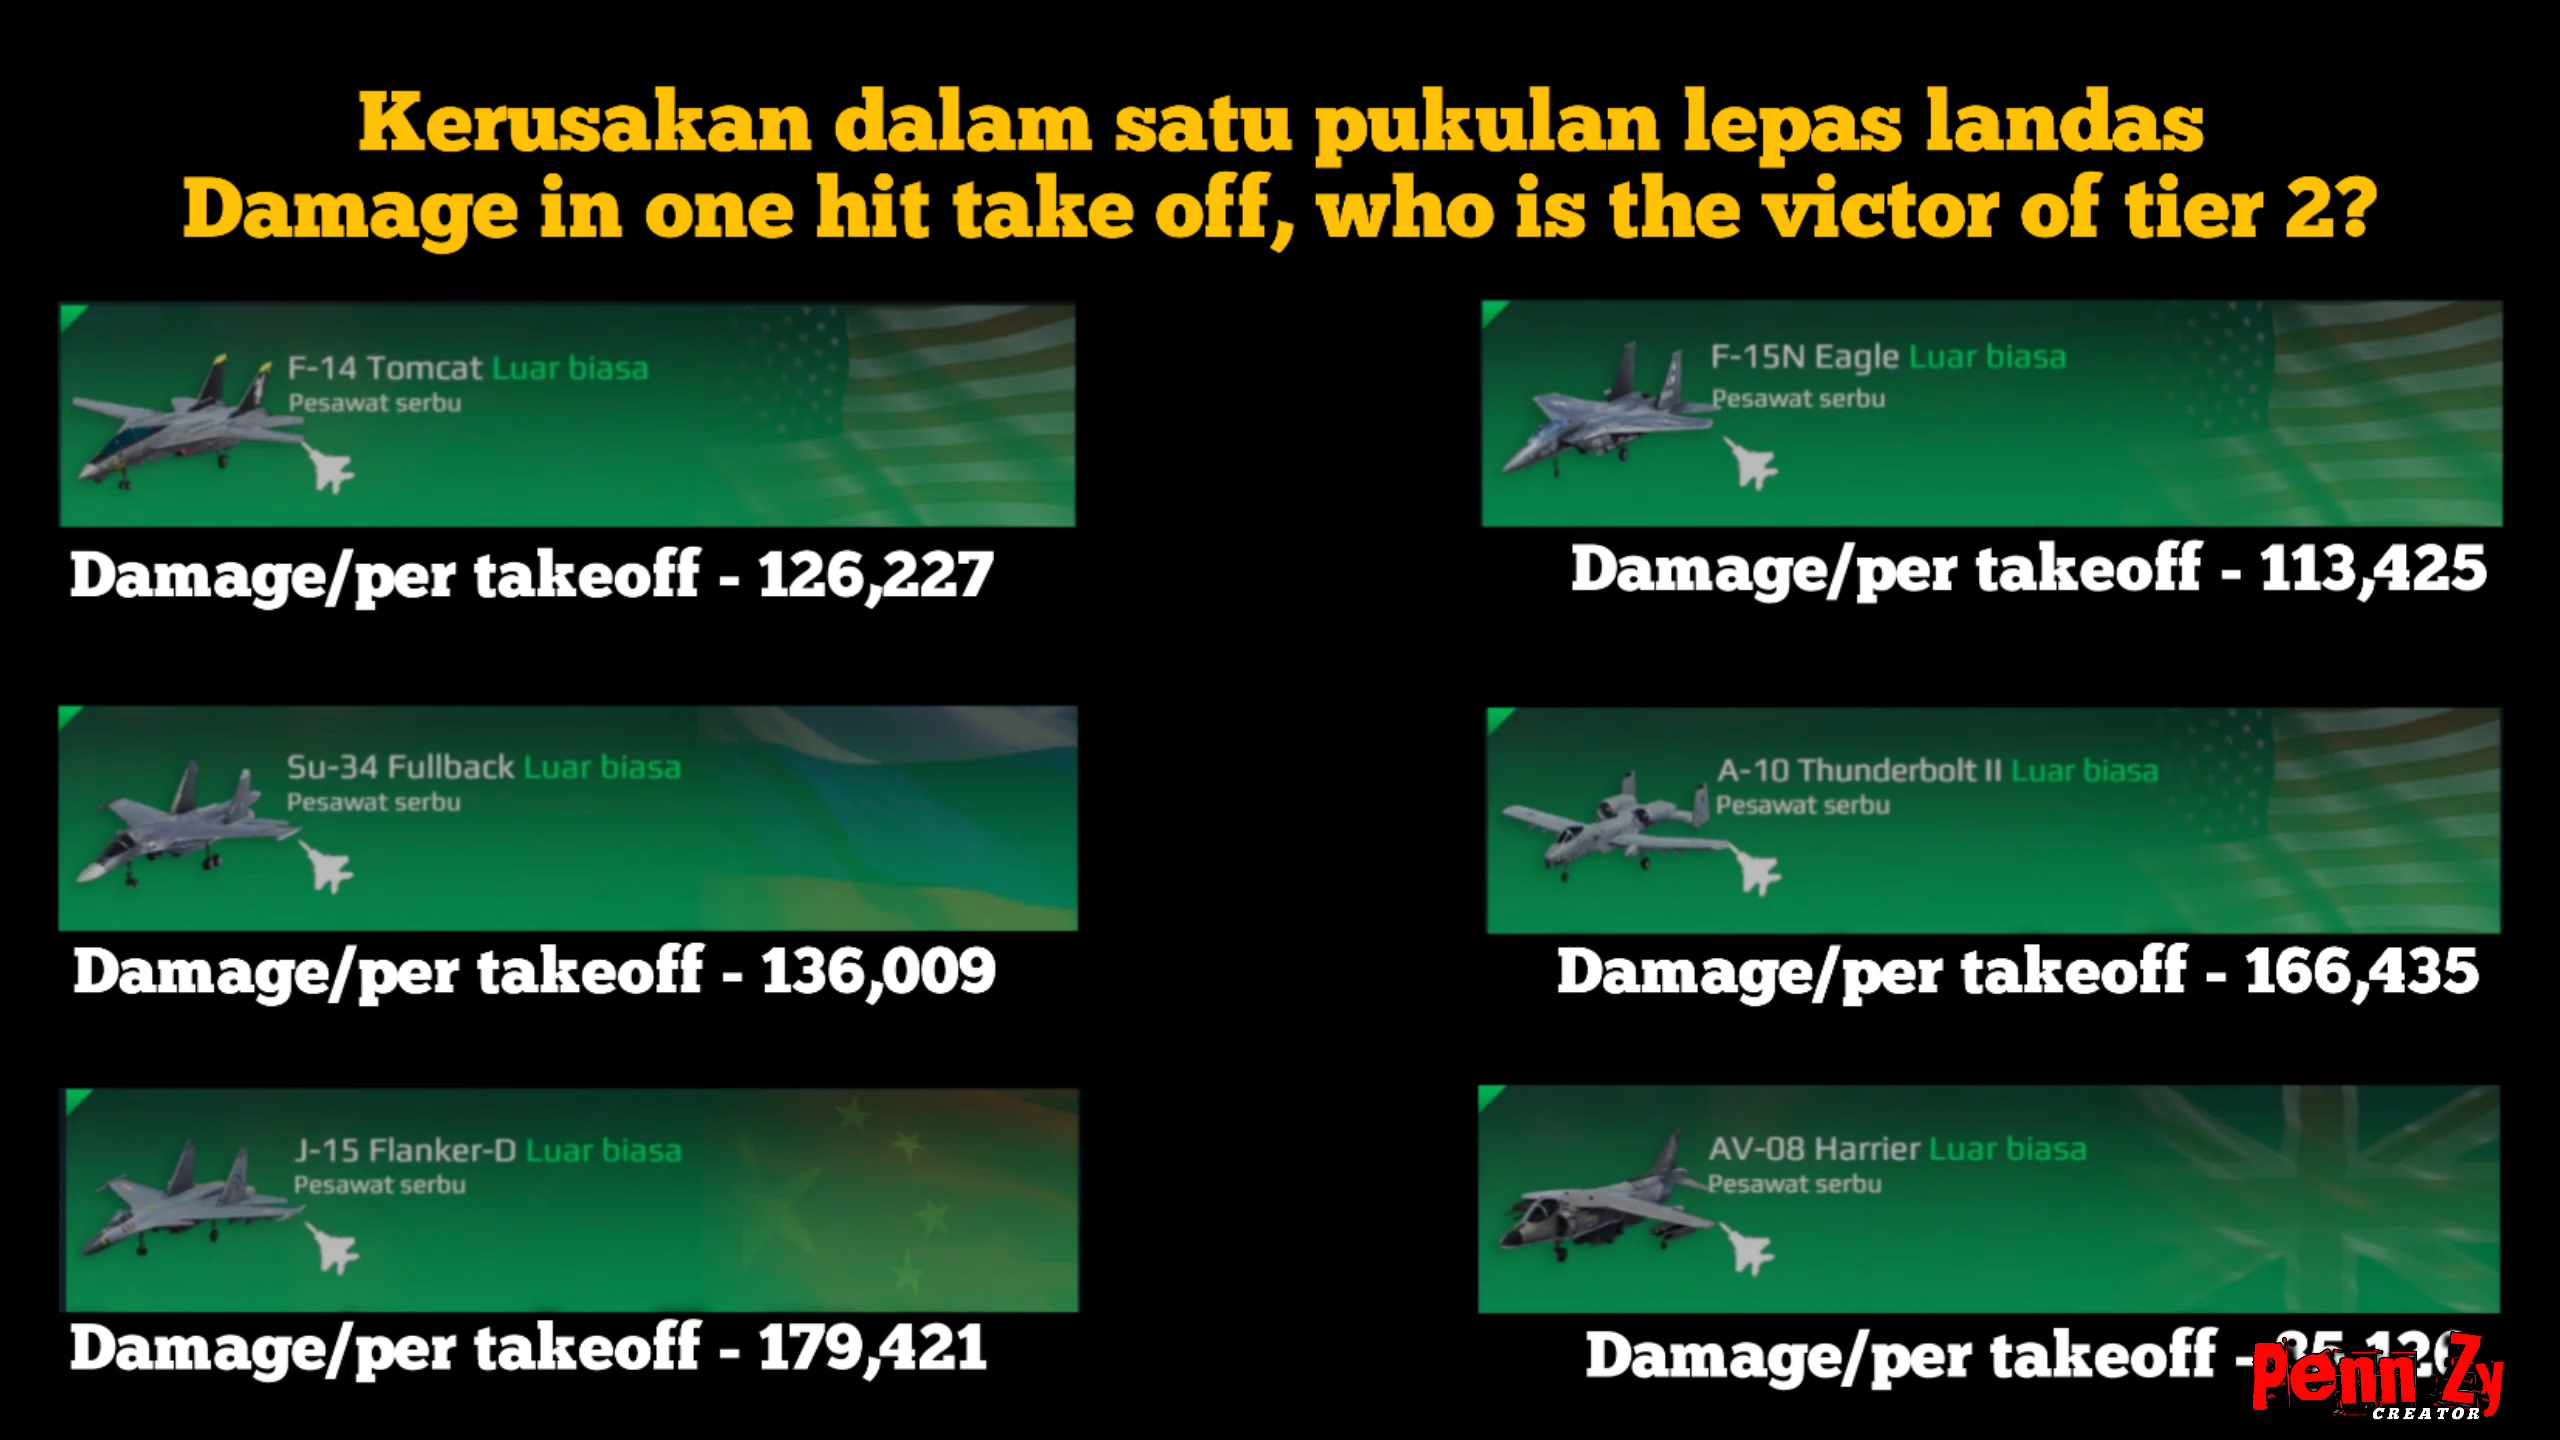 Kerusakan dalam satu pukulan lepas landas
Damage in one hit take off, who is the victor of tier 2?
F-14 Tomcat Luar biasa
Pesawat serbu
Damage/per takeoff - 126,227
F-15N Eagle Luar biasa
Pesawat serbu
Damage/per takeoff - 113,425
Su-34 Fullback Luar biasa
Pesawat serbu
Damage/per takeoff - 136,009
A-10 Thunderbolt II Luar biasa
Pesawat serbu
Damage/per takeoff - 166,435
J-15 Flanker-D Luar biasa
Pesawat serbu
Damage/per takeoff - 179,421
AV-08 Harrier Luar biasa
Pesawat serbu
Damage/per takeoff -
Penn Zy
CREATOR